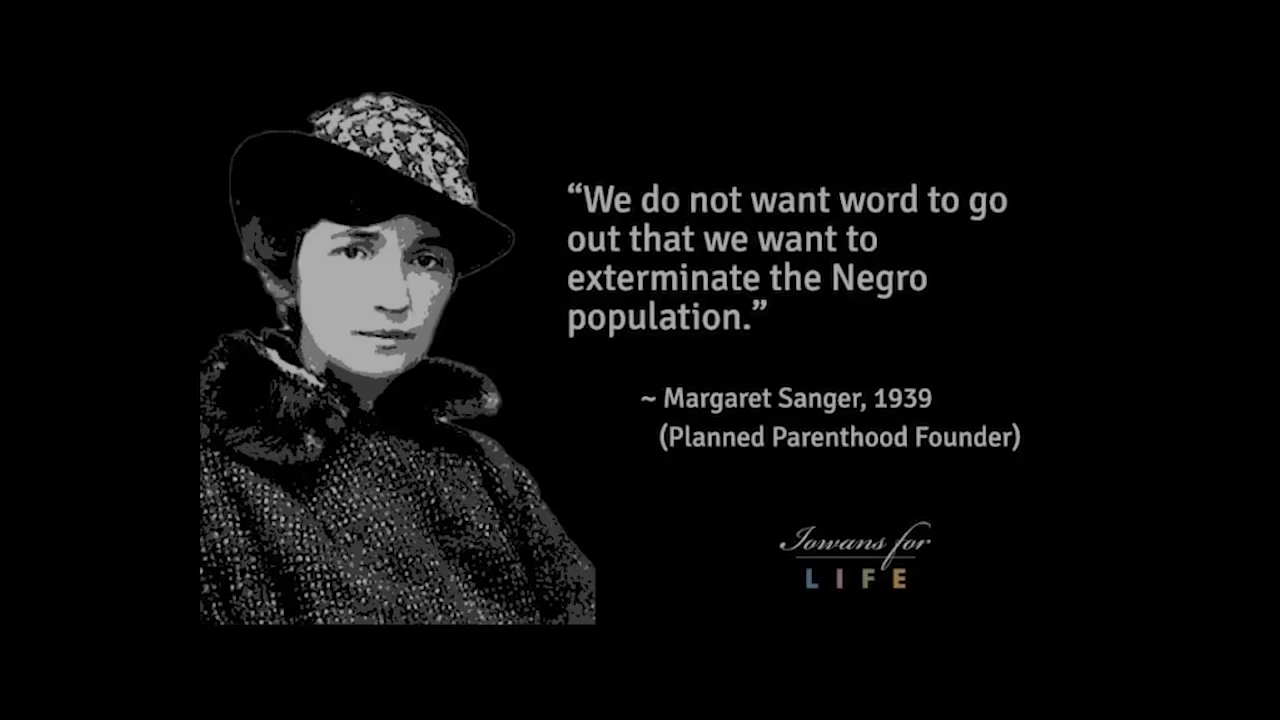 “We do not want word to go
out that we want to
exterminate the Negro
population.”
~ Margaret Sanger, 1939
(Planned Parenthood Founder)
Iowans for
LIFE